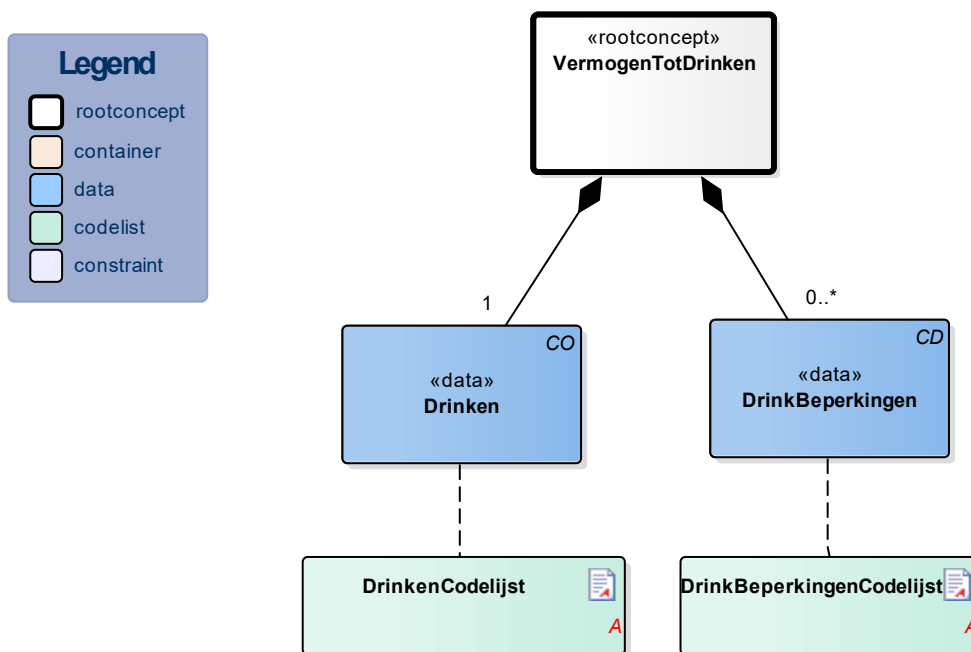 Legend
rootconcept
container
data
codelist
constraint
«rootconcept»
VermogenTotDrinken
1
0..*
CO
«data»
Drinken
CD
«data»
DrinkBeperkingen
DrinkenCodelijst
A
DrinkBeperkingenCodelijst
A